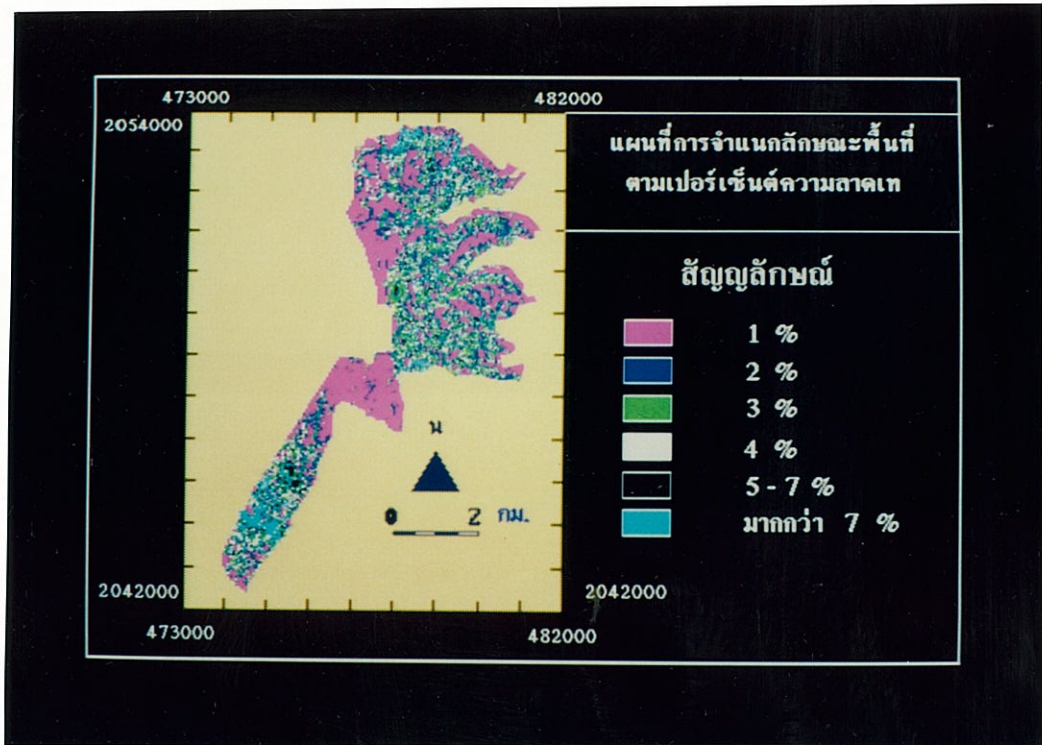 473000 482000
2054000
แผนที่การจำแนกลักษณะพื้นที่
ตามเปอร์เซ็นต์ความลาดเท
สัญญลักษณ์
1 %
2 %
3 %
4 %
5-7 %
มากกว่า 7 %
น
0 2 กม.
2042000 2042000
473000 482000